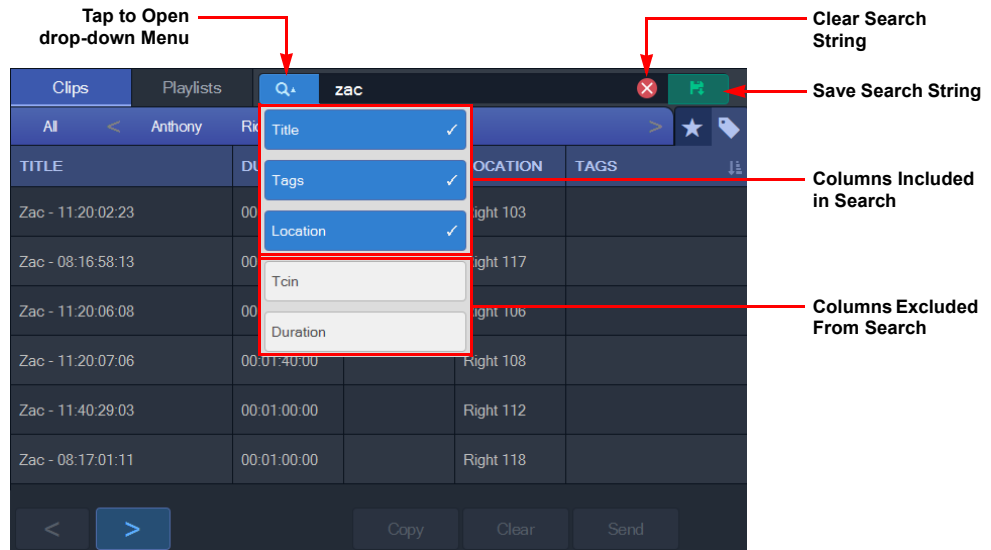 Tap to Open
drop-down Menu
Clear Search
String
Clips
Playlists
zac
Save Search String
All
<
Anthony
>
Title
Tags
Location
Tcin
Duration
TITLE
TAGS
Columns Included
in Search
Zac - 11:20:02:23
Right 103
Zac - 08:16:58:13
Right 117
Zac - 11:20:06:08
Right 106
Columns Excluded
From Search
Zac - 11:20:07:06
00:01:40:00
Right 108
Zac - 11:40:29:03
00:01:00:00
Right 112
Zac - 08:17:01:11
00:01:00:00
Right 118
<
>
Copy
Clear
Send